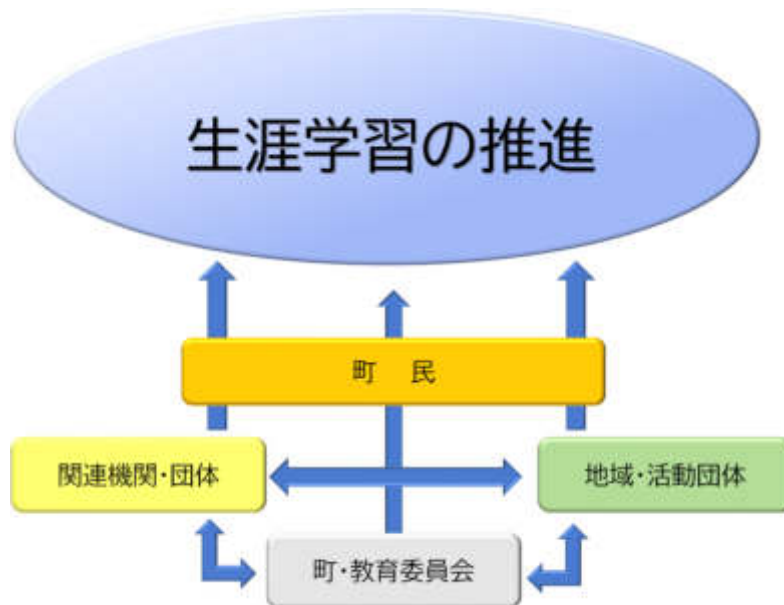 生涯学習の推進
町　民
関連機関・団体
地域・活動団体
町・教育委員会